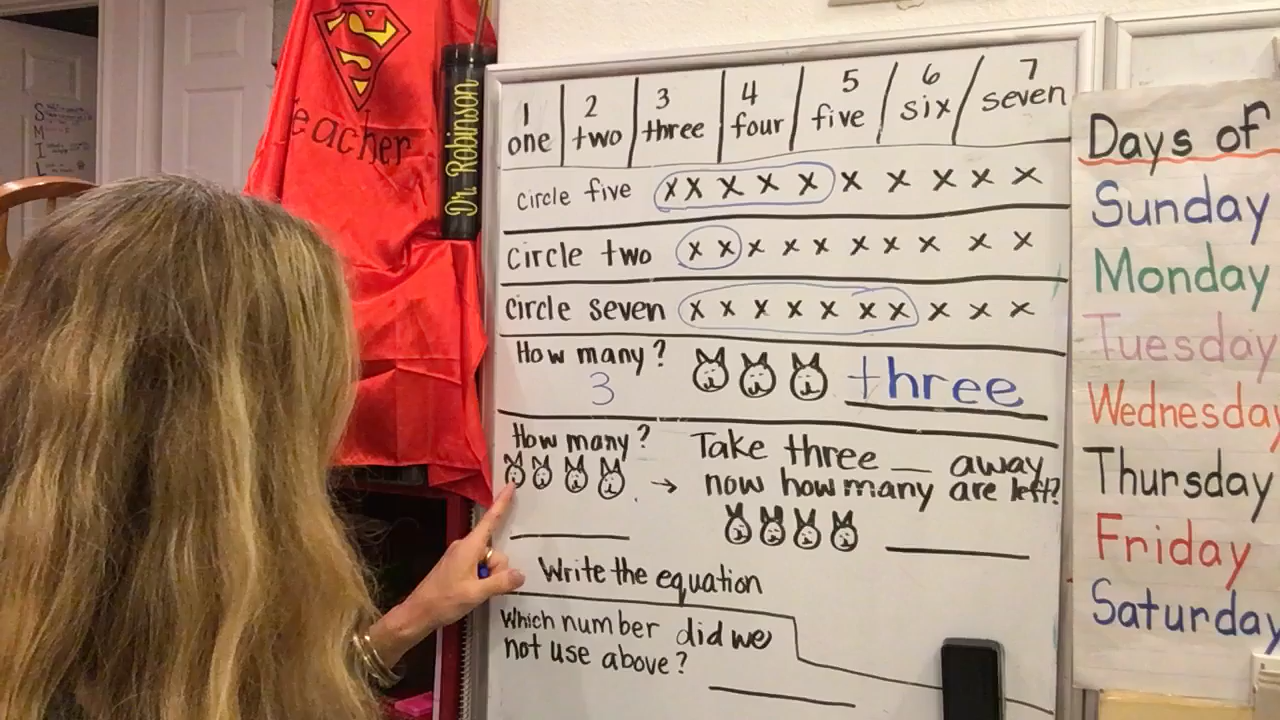 Teacher
Dr. Robinson
1 2 3 4 5 6 7
one two three four five six seven
circle five x x x x x x x x x x
circle two x x x x x x x x x x
circle seven x x x x x x x x x x
How many?
3
three
How many?
Take three __ away
now how many are left?
Write the equation
Which number did we
not use above?
Days of
Sunday
Monday
Tuesday
Wednesday
Thursday
Friday
Saturday